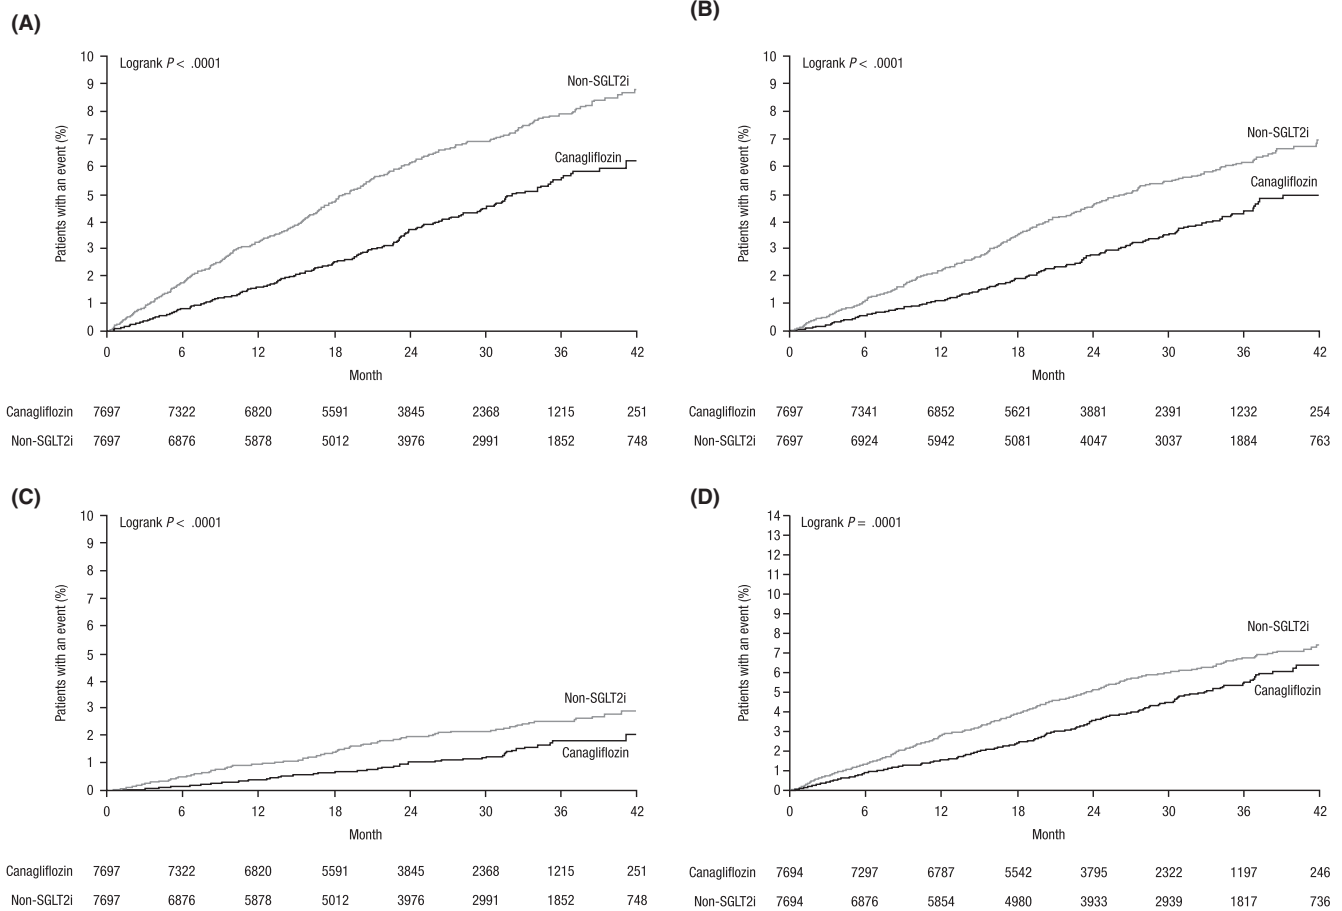 (A)
10
Logrank P < .0001
Non-SGLT2i
9
8
7
Canagliflozin
6
5
4
3
2
1
0
Patients with an event (%)
0 6 12 18 24 30 36 42
Month
Canagliflozin 7697 7322 6820 5591 3845 2368 1215 251
Non-SGLT2i 7697 6876 5878 5012 3976 2991 1852 748
(B)
10
Logrank P < .0001
9
8
Non-SGLT2i
7
6
Canagliflozin
5
4
3
2
1
0
Patients with an event (%)
0 6 12 18 24 30 36 42
Month
Canagliflozin 7697 7341 6852 5621 3881 2391 1232 254
Non-SGLT2i 7697 6924 5942 5081 4047 3037 1884 763
(C)
10
Logrank P < .0001
9
8
7
6
5
4
Non-SGLT2i
3
2
Canagliflozin
1
0
Patients with an event (%)
0 6 12 18 24 30 36 42
Month
Canagliflozin 7697 7322 6820 5591 3845 2368 1215 251
Non-SGLT2i 7697 6876 5878 5012 3976 2991 1852 748
(D)
14
Logrank P = .0001
13
12
11
10
9
Non-SGLT2i
8
7
6
Canagliflozin
5
4
3
2
1
0
Patients with an event (%)
0 6 12 18 24 30 36 42
Month
Canagliflozin 7694 7297 6787 5542 3795 2322 1197 246
Non-SGLT2i 7694 6876 5854 4980 3933 2939 1817 736